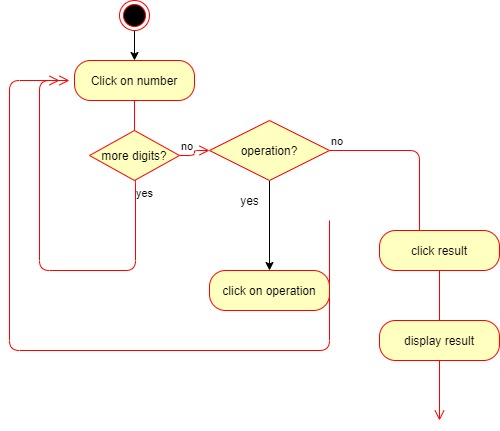 Click on number
more digits?
no
operation?
no
yes
yes
click on operation
click result
display result